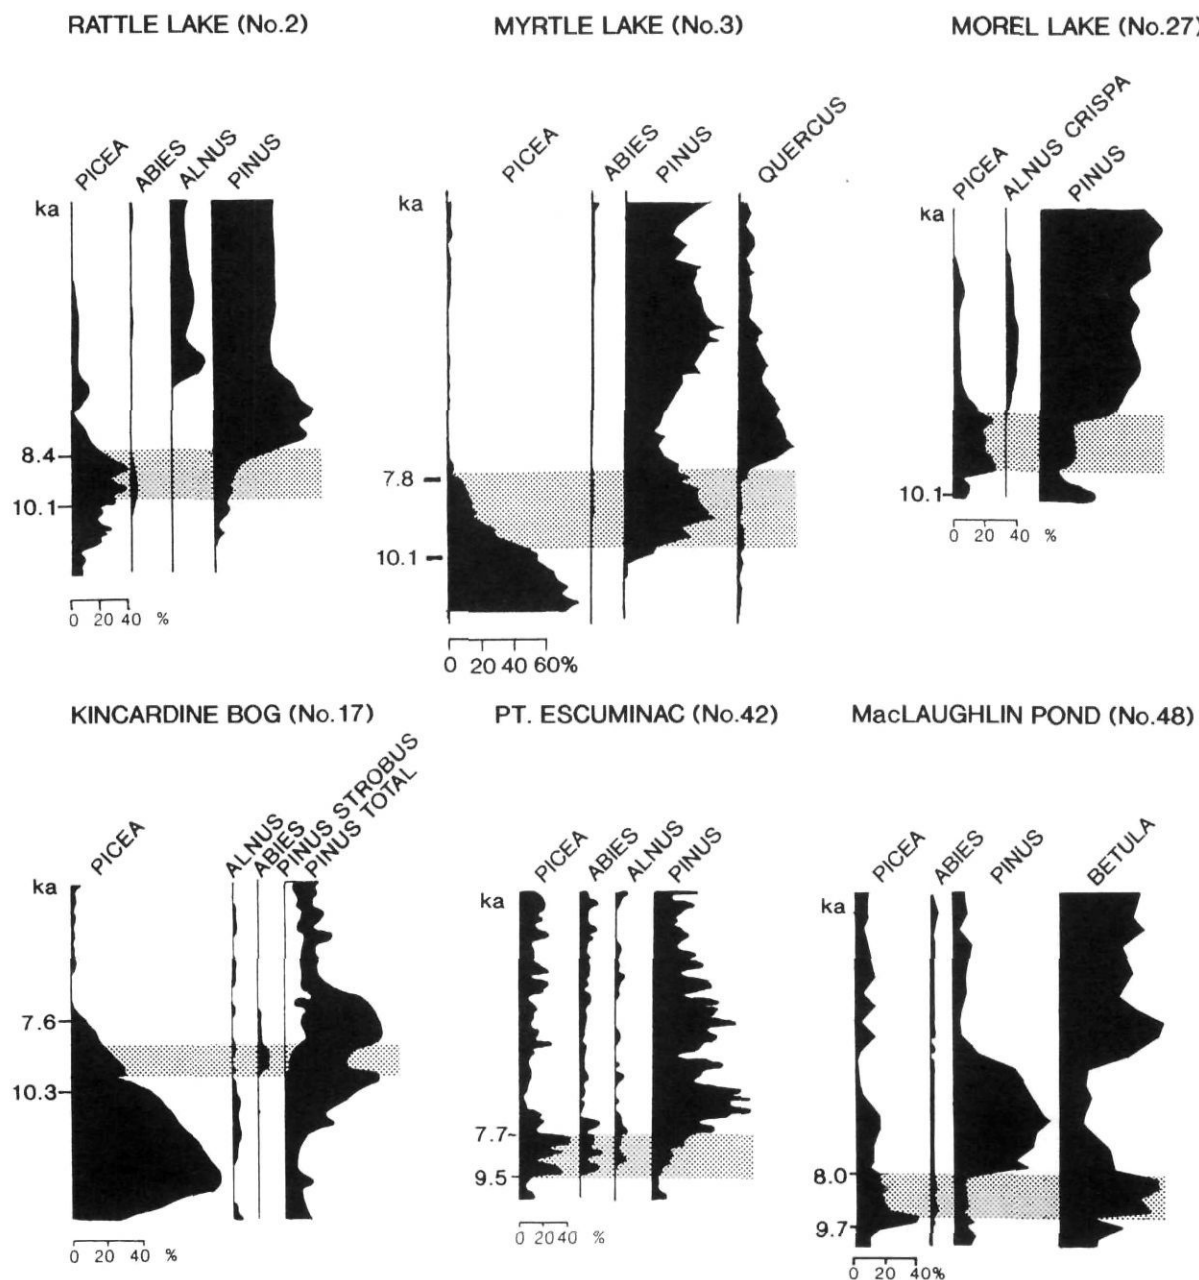 RATTLE LAKE (No.2)
MYRTLE LAKE (No.3)
MOREL LAKE (No.27)
PICEA
ABIES
ALNUS
PINUS
ka
8.4
10.1
0 20 40 %
PICEA
ABIES
PINUS
QUERCUS
ka
7.8
10.1
0 20 40 60%
PICEA
ALNUS CRISPA
PINUS
ka
10.1
0 20 40 %
KINCARDINE BOG (No.17)
PT. ESCUMINAC (No.42)
MacLAUGHLIN POND (No.48)
PICEA
ALNUS
ABIES
PINUS STROBUS
PINUS TOTAL
ka
7.6
10.3
0 20 40 %
PICEA
ABIES
ALNUS
PINUS
ka
7.7
9.5
0 20 40 %
PICEA
ABIES
PINUS
BETULA
ka
8.0
9.7
0 20 40%